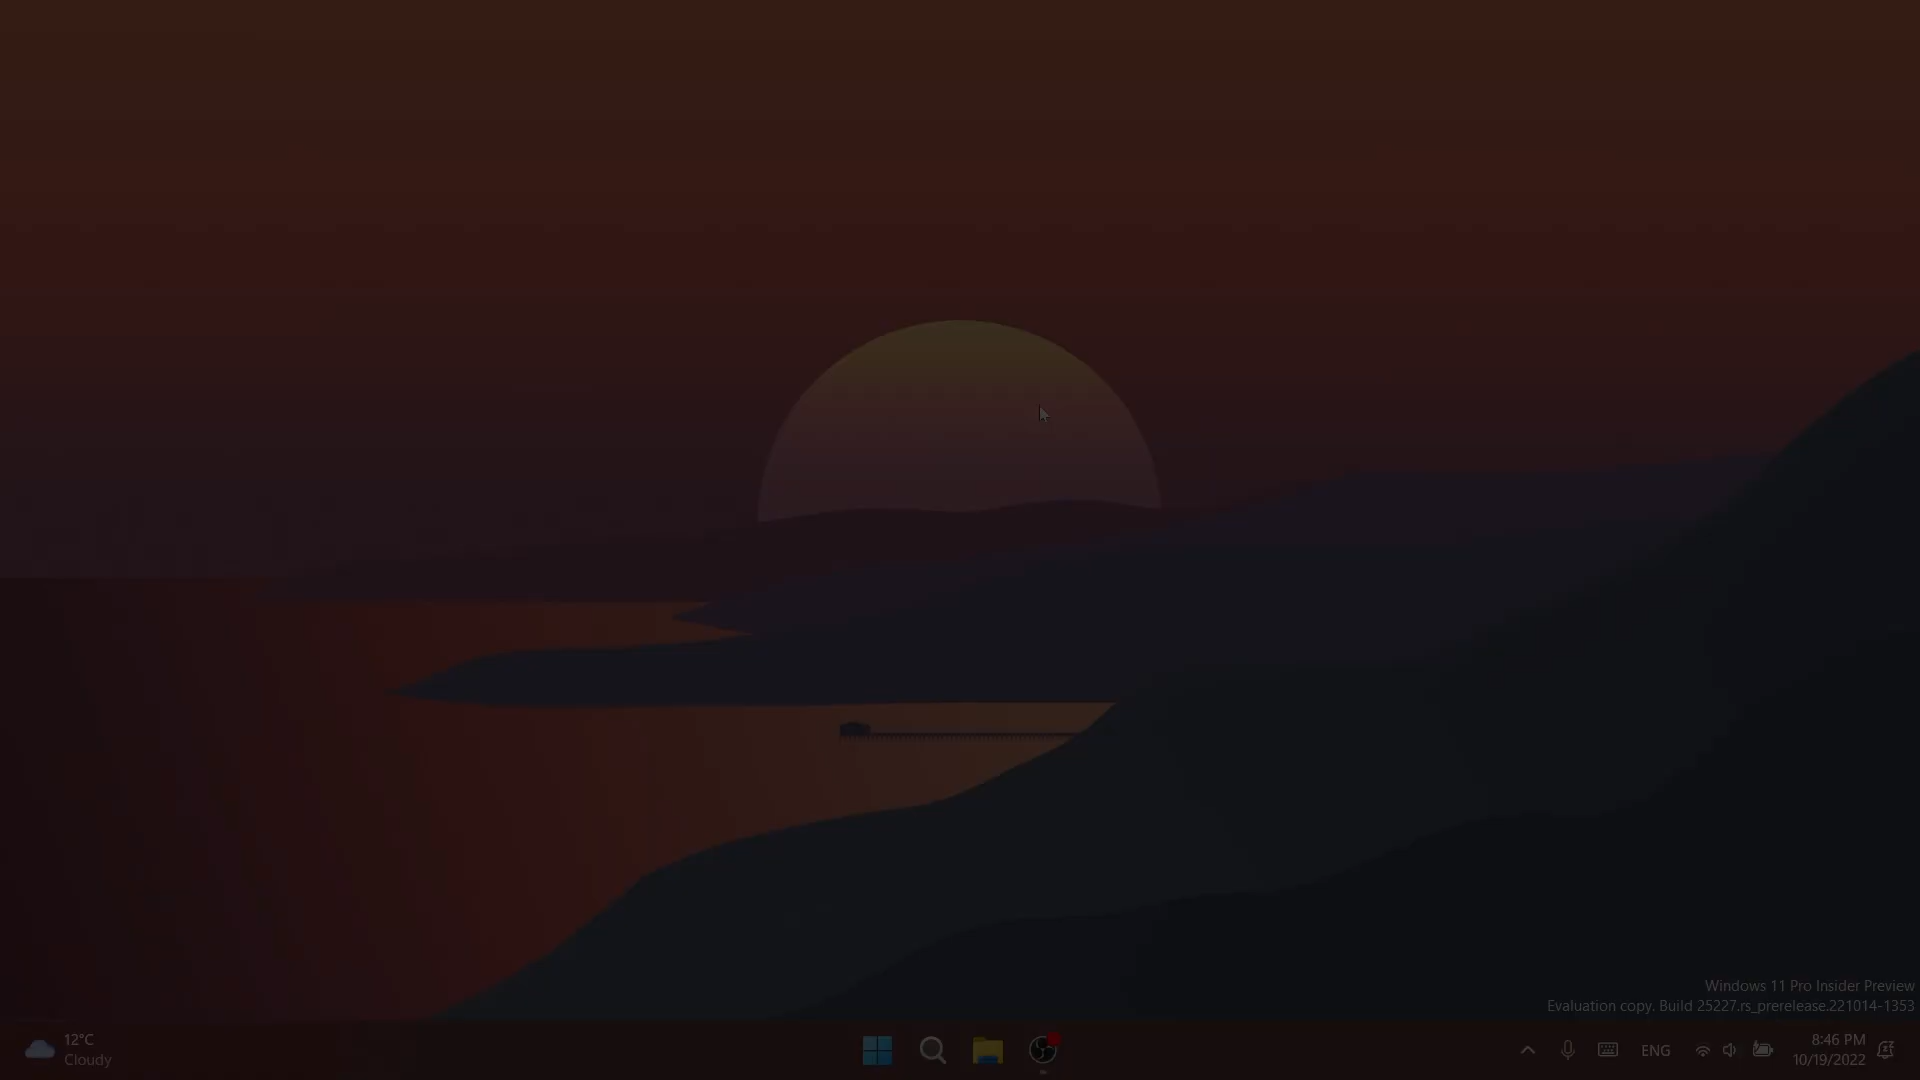 Windows 11 Pro Insider Preview
Evaluation copy. Build 25227.rs_prerelease.221014-1353
12°C
Cloudy
ENG
8:46 PM
10/19/2022